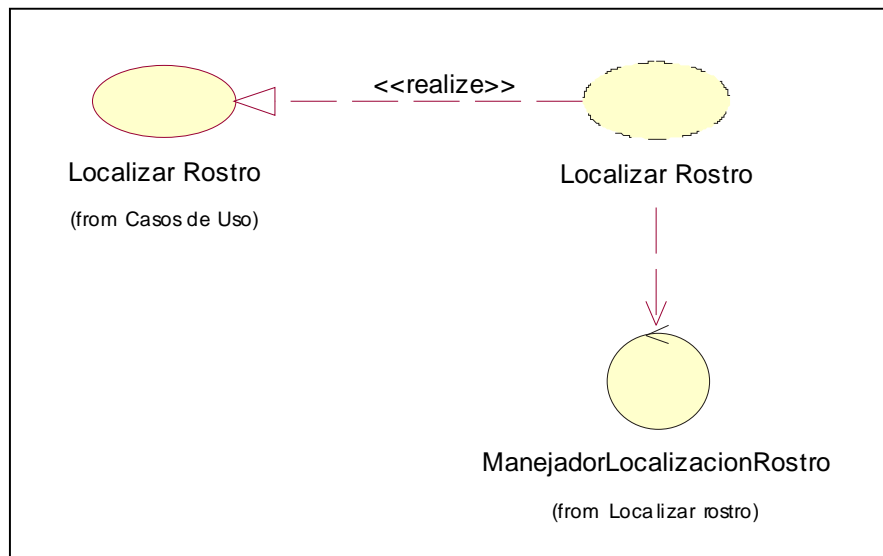 <<realize>>
Localizar Rostro
(from Casos de Uso)
Localizar Rostro
ManejadorLocalizacionRostro
(from Localizar rostro)